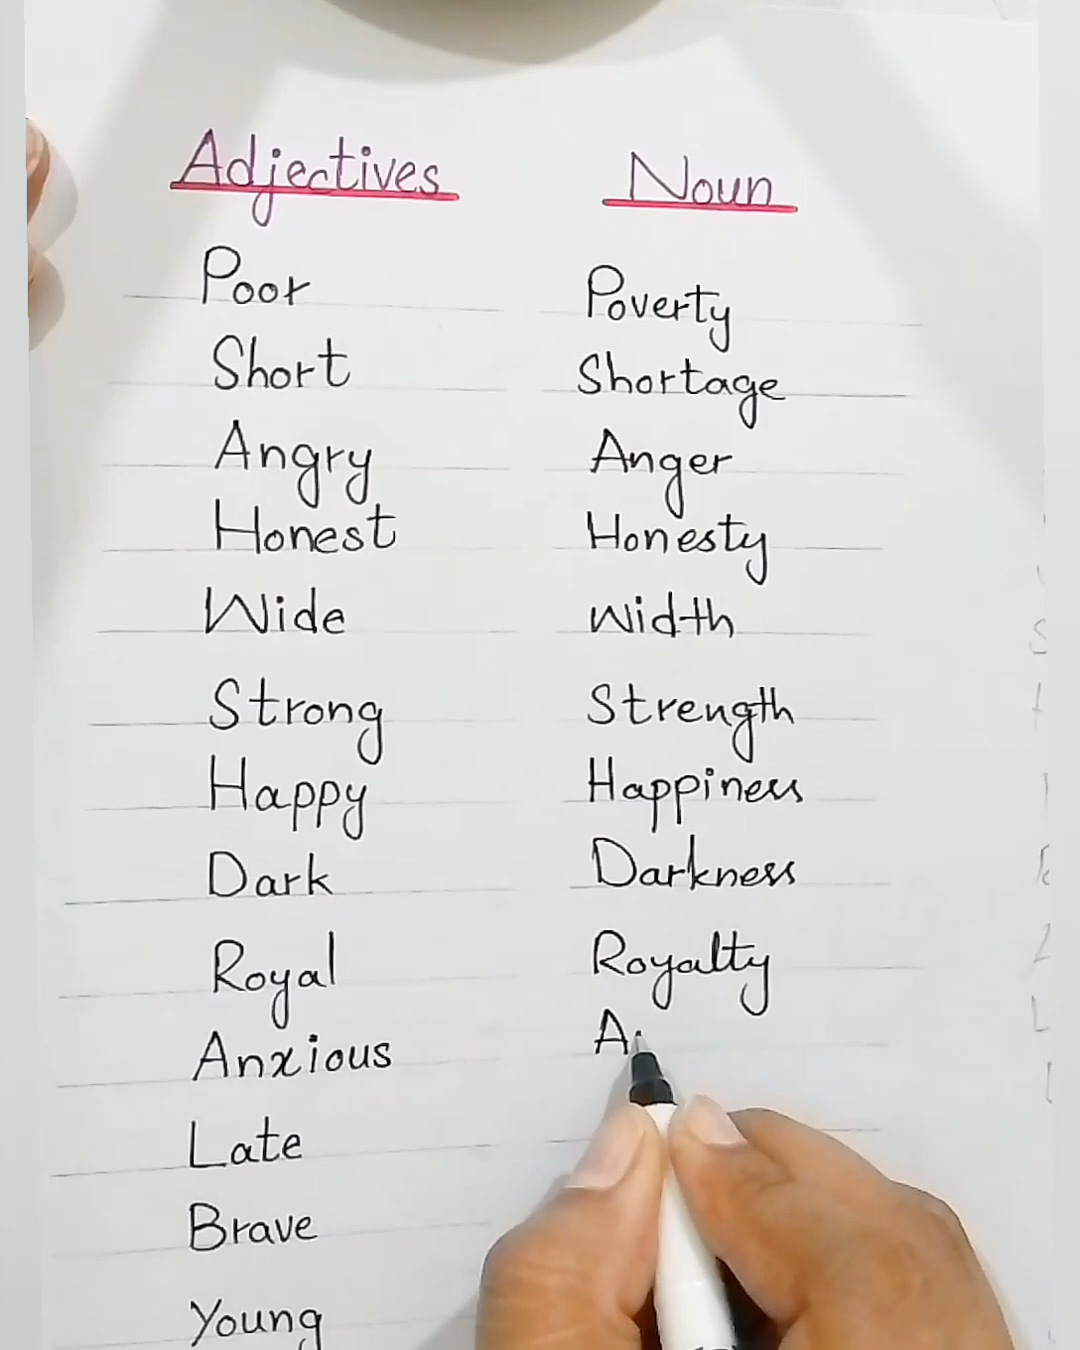 Adjectives Noun
Poor Poverty
Short Shortage
Angry Anger
Honest Honesty
Wide Width
Strong Strength
Happy Happiness
Dark Darkness
Royal Royalty
Anxious A
Late
Brave
Young